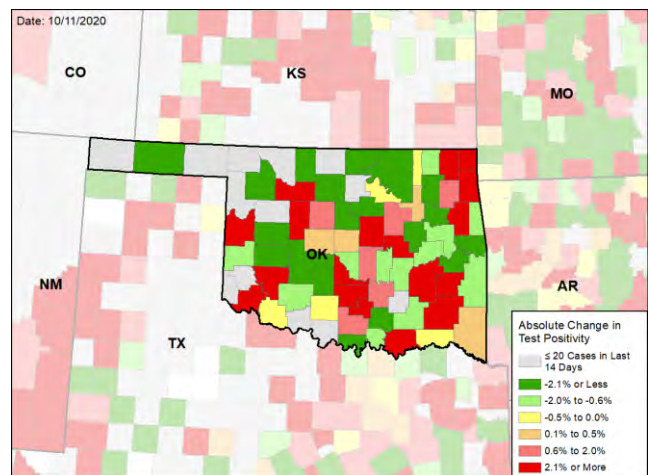 Date: 10/11/2020
CO
KS
MO
OK
NM
TX
AR
Absolute Change in
Test Positivity
≤ 20 Cases in Last
14 Days
-2.1% or Less
-2.0% to -0.6%
-0.5% to 0.0%
0.1% to 0.5%
0.6% to 2.0%
2.1% or More